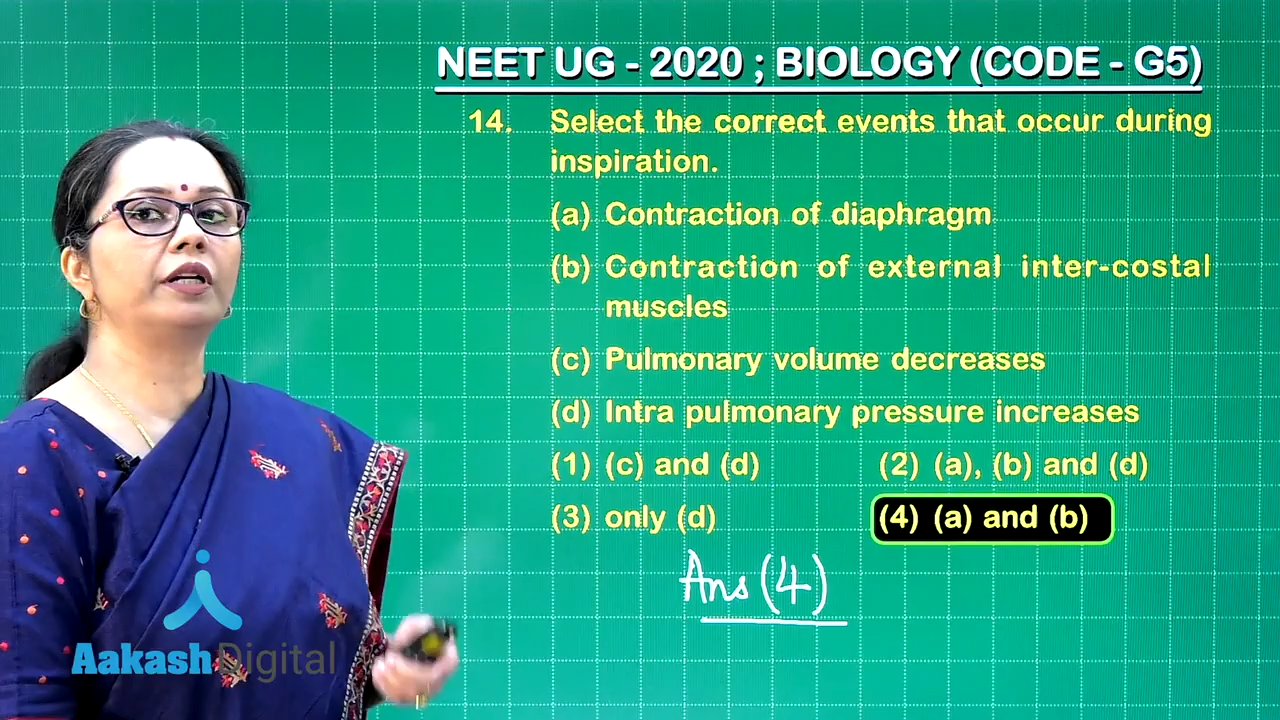 NEET UG - 2020 ; BIOLOGY (CODE - G5)
14. Select the correct events that occur during
inspiration.
(a) Contraction of diaphragm
(b) Contraction of external inter-costal
muscles
(c) Pulmonary volume decreases
(d) Intra pulmonary pressure increases
(1) (c) and (d) (2) (a), (b) and (d)
(3) only (d) (4) (a) and (b)
Ans (4)
Aakash Digital